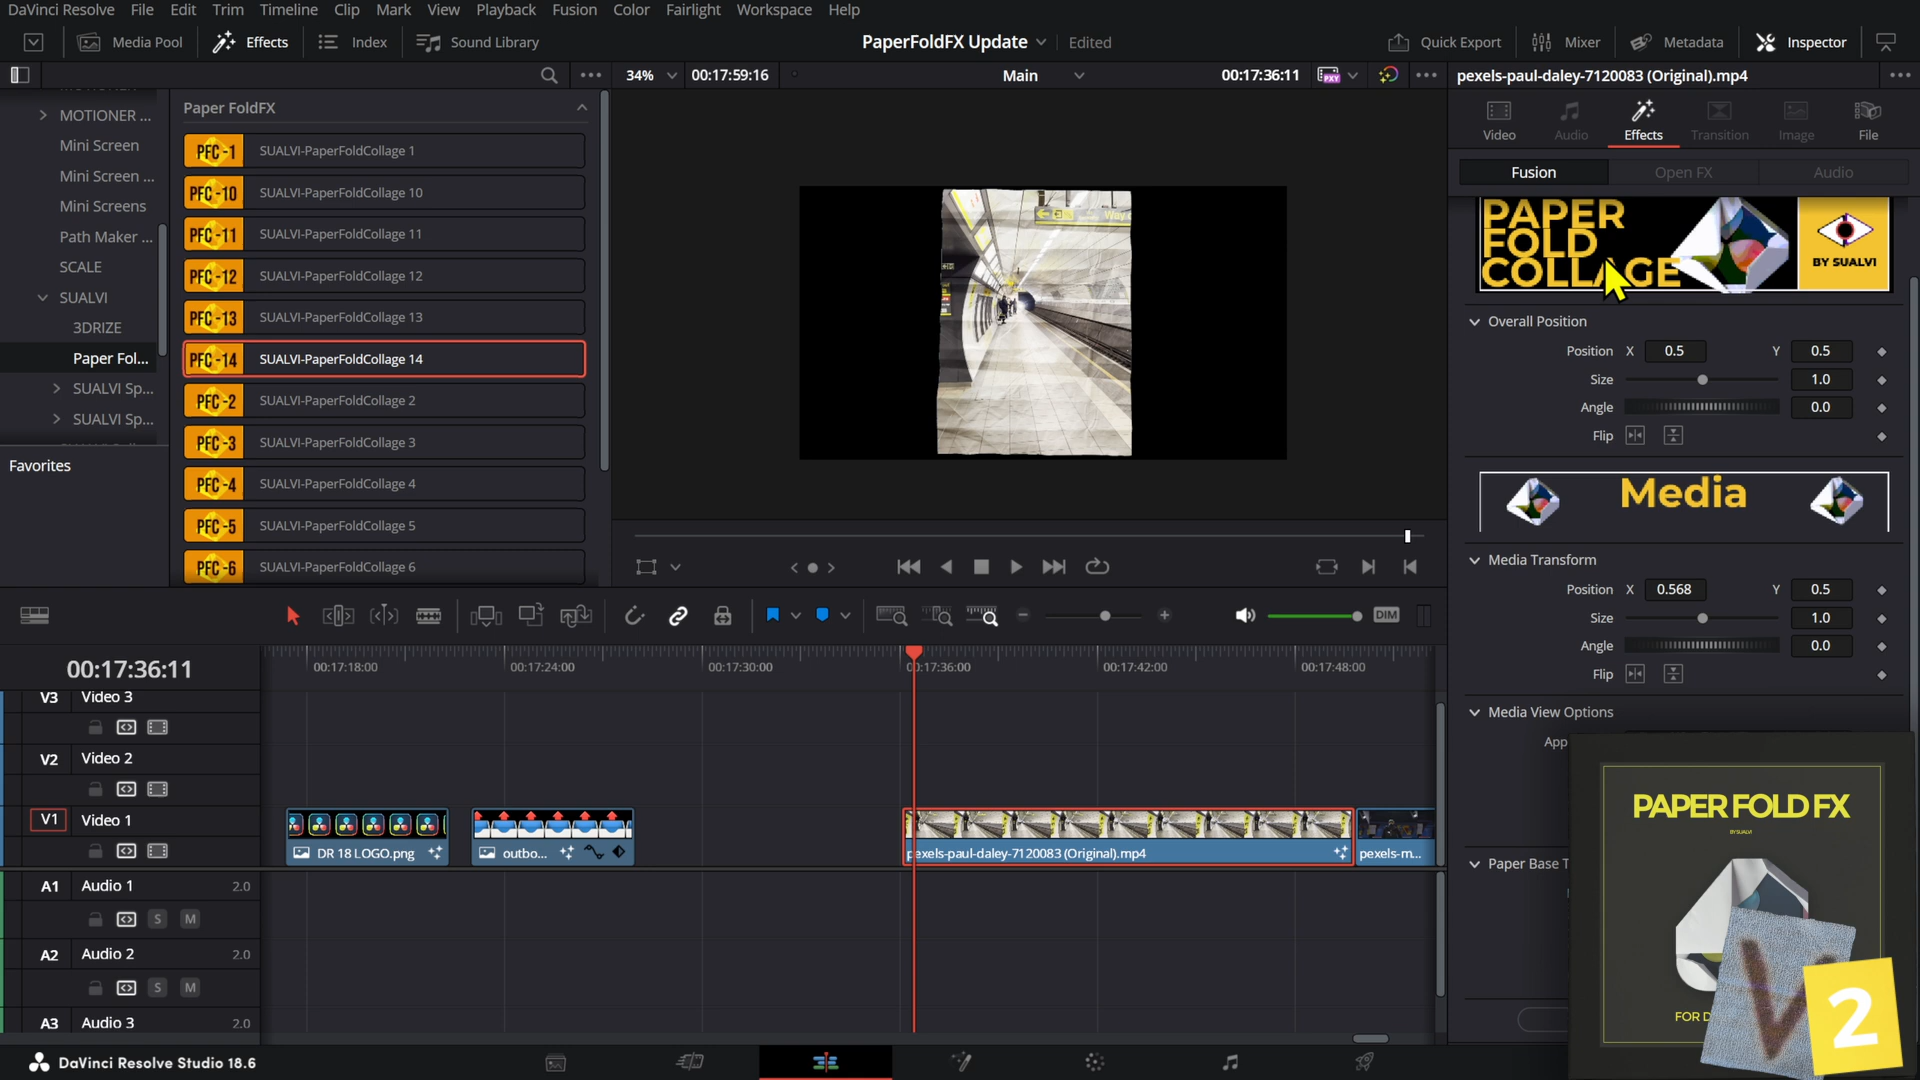 DaVinci Resolve File Edit Trim Timeline Clip Mark View Playback Fusion Color Fairlight Workspace Help
Media Pool Effects Index Sound Library PaperFoldFX Update Edited Quick Export Mixer Metadata Inspector
34% 00:17:59:16 Main 00:17:36:11 PXY pexels-paul-daley-7120083 (Original).mp4
MOTIONER ...
Mini Screen
Mini Screen ...
Mini Screens
Path Maker ...
SCALE
SUALVI
3DRIZE
Paper Fol...
SUALVI Sp...
SUALVI Sp...
Favorites
Paper FoldFX
PFC -1 SUALVI-PaperFoldCollage 1
PFC -10 SUALVI-PaperFoldCollage 10
PFC -11 SUALVI-PaperFoldCollage 11
PFC -12 SUALVI-PaperFoldCollage 12
PFC -13 SUALVI-PaperFoldCollage 13
PFC -14 SUALVI-PaperFoldCollage 14
PFC -2 SUALVI-PaperFoldCollage 2
PFC -3 SUALVI-PaperFoldCollage 3
PFC -4 SUALVI-PaperFoldCollage 4
PFC -5 SUALVI-PaperFoldCollage 5
PFC -6 SUALVI-PaperFoldCollage 6
Way
Video Audio Effects Transition Image File
Fusion Open FX Audio
PAPER
FOLD
COLLAGE
BY SUALVI
Overall Position
Position X 0.5 Y 0.5
Size 1.0
Angle 0.0
Flip
Media
Media Transform
Position X 0.568 Y 0.5
Size 1.0
Angle 0.0
Flip
Media View Options
App
Paper Base T
PAPER FOLD FX
BY SUALVI
FOR D
V
2
DIM
00:17:36:11
00:17:18:00 00:17:24:00 00:17:30:00 00:17:36:00 00:17:42:00 00:17:48:00
V3 Video 3
V2 Video 2
V1 Video 1
DR 18 LOGO.png outbo... pexels-paul-daley-7120083 (Original).mp4 pexels-m...
A1 Audio 1 2.0
S M
A2 Audio 2 2.0
S M
A3 Audio 3 2.0
DaVinci Resolve Studio 18.6